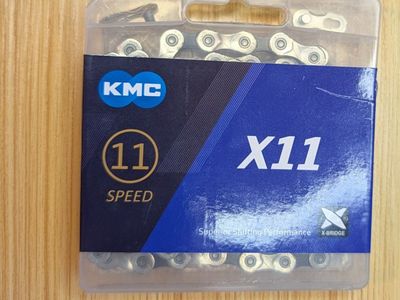 KMC
11
SPEED
X11
Superior Shifting Performance
X-BRIDGE